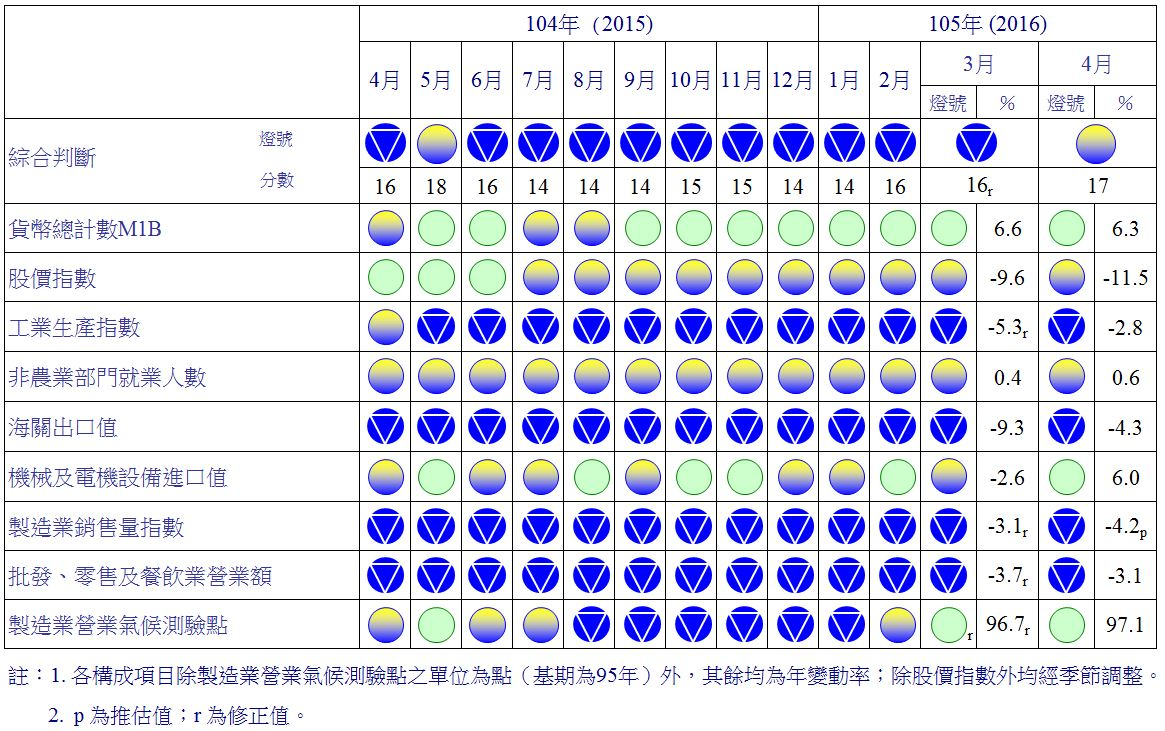 104年 (2015) 105年 (2016)
4月 5月 6月 7月 8月 9月 10月 11月 12月 1月 2月 3月 4月
燈號 % 燈號 %
綜合判斷 燈號
分數 16 18 16 14 14 14 15 15 14 14 16 16r 17
貨幣總計數M1B 6.6 6.3
股價指數 -9.6 -11.5
工業生產指數 -5.3r -2.8
非農業部門就業人數 0.4 0.6
海關出口值 -9.3 -4.3
機械及電機設備進口值 -2.6 6.0
製造業銷售量指數 -3.1r -4.2p
批發、零售及餐飲業營業額 -3.7r -3.1
製造業營業氣候測驗點 r 96.7r 97.1
註：1. 各構成項目除製造業營業氣候測驗點之單位為點（基期為95年）外，其餘均為年變動率；除股價指數外均經季節調整。
2. p 為推估值；r 為修正值。